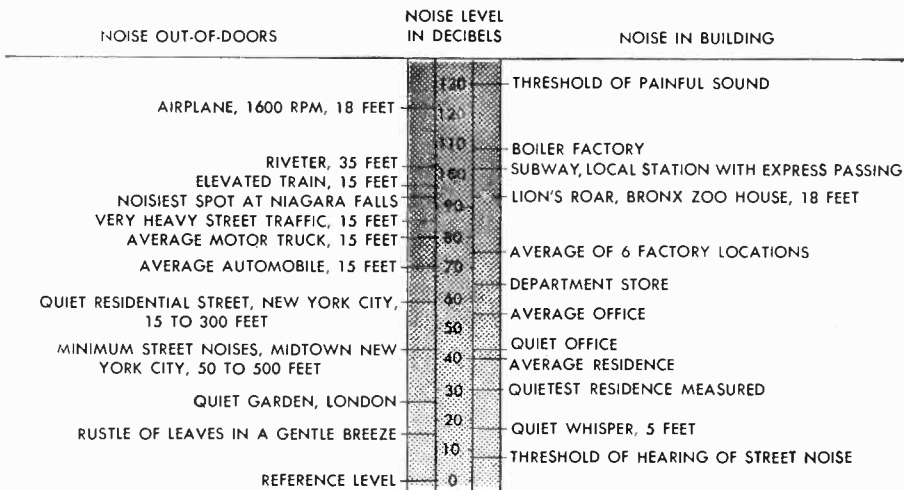 NOISE OUT-OF-DOORS
NOISE LEVEL
IN DECIBELS
NOISE IN BUILDING
AIRPLANE, 1600 RPM, 18 FEET
RIVETER, 35 FEET
ELEVATED TRAIN, 15 FEET
NOISIEST SPOT AT NIAGARA FALLS
VERY HEAVY STREET TRAFFIC, 15 FEET
AVERAGE MOTOR TRUCK, 15 FEET
AVERAGE AUTOMOBILE, 15 FEET
QUIET RESIDENTIAL STREET, NEW YORK CITY,
15 TO 300 FEET
MINIMUM STREET NOISES, MIDTOWN NEW
YORK CITY, 50 TO 500 FEET
QUIET GARDEN, LONDON
RUSTLE OF LEAVES IN A GENTLE BREEZE
REFERENCE LEVEL
120
110
100
90
80
70
60
50
40
30
20
10
0
THRESHOLD OF PAINFUL SOUND
BOILER FACTORY
SUBWAY, LOCAL STATION WITH EXPRESS PASSING
LION'S ROAR, BRONX ZOO HOUSE, 18 FEET
AVERAGE OF 6 FACTORY LOCATIONS
DEPARTMENT STORE
AVERAGE OFFICE
QUIET OFFICE
AVERAGE RESIDENCE
QUIETEST RESIDENCE MEASURED
QUIET WHISPER, 5 FEET
THRESHOLD OF HEARING OF STREET NOISE